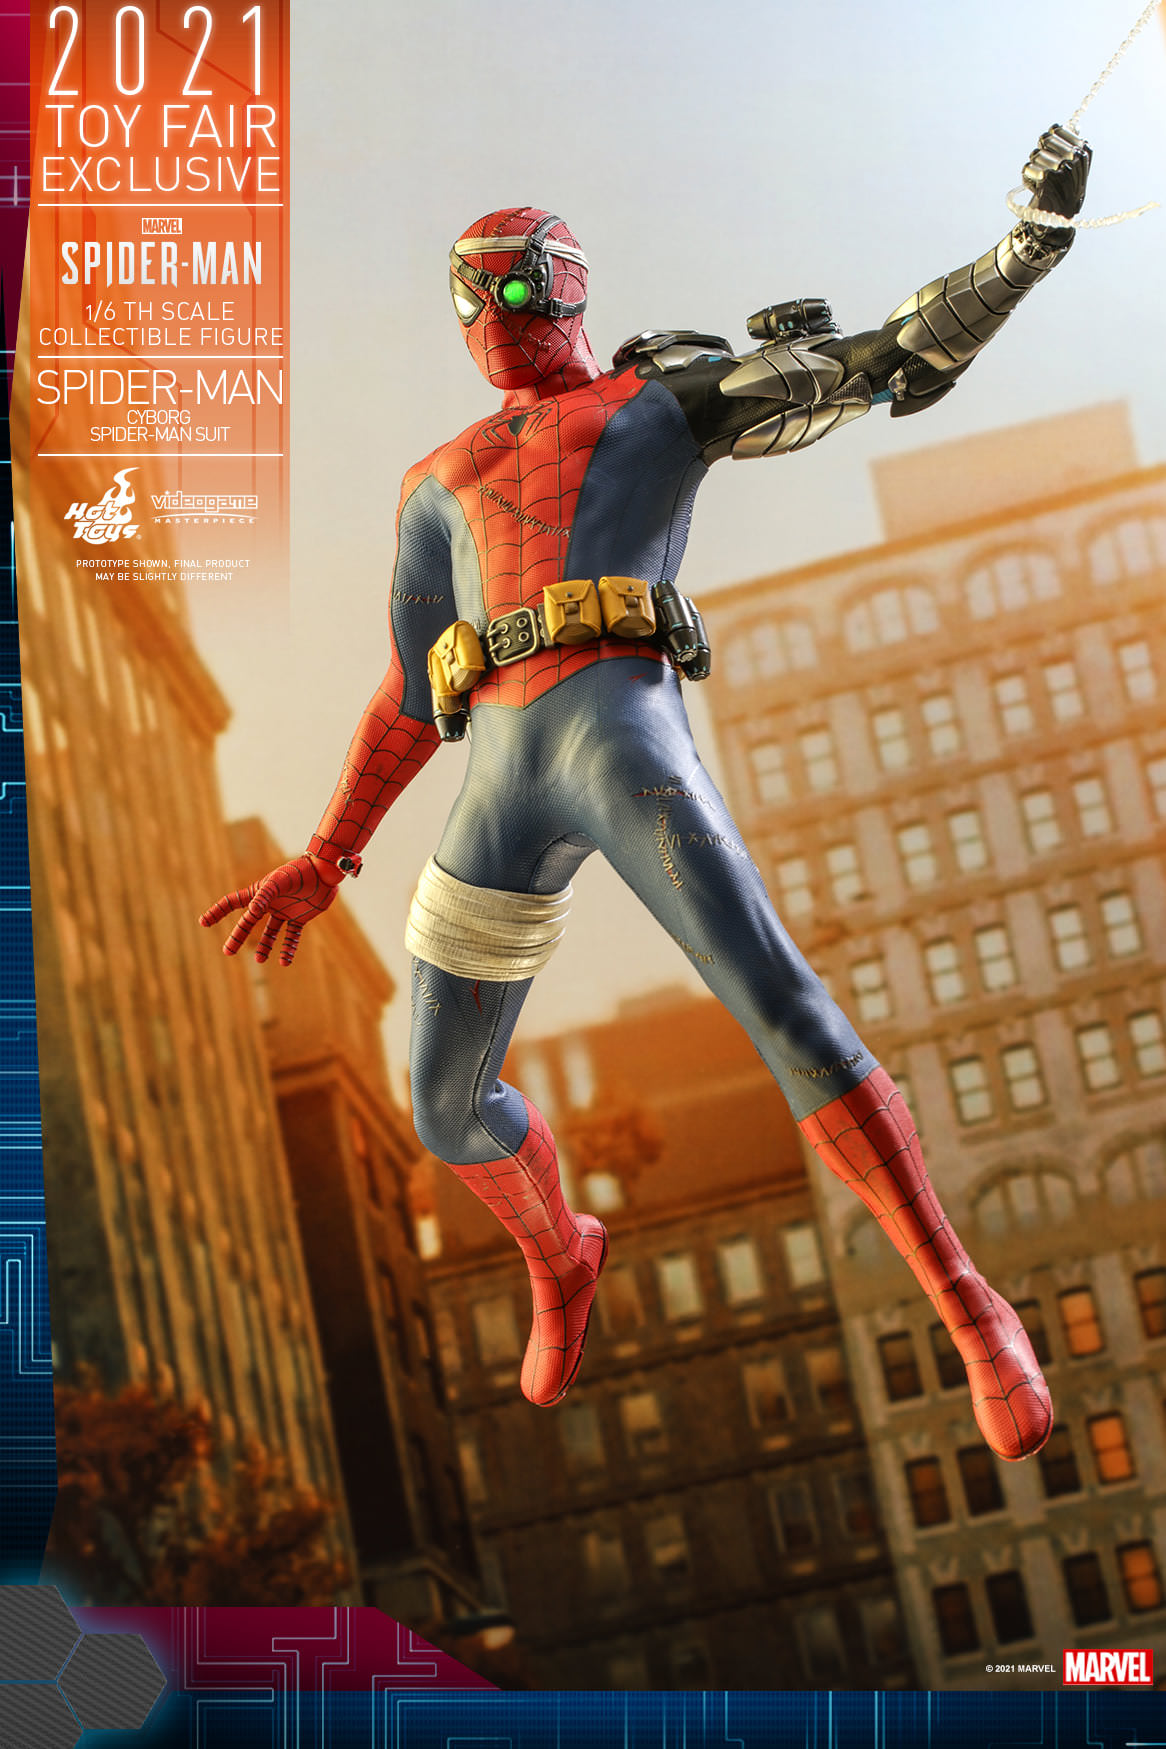 2021
TOY FAIR
EXCLUSIVE
MARVEL
SPIDER-MAN
1/6 TH SCALE
COLLECTIBLE FIGURE
SPIDER-MAN
CYBORG
SPIDER-MAN SUIT
Hot Toys.
videogame
MASTERPIECE
PROTOTYPE SHOWN, FINAL PRODUCT
MAY BE SLIGHTLY DIFFERENT
© 2021 MARVEL
MARVEL